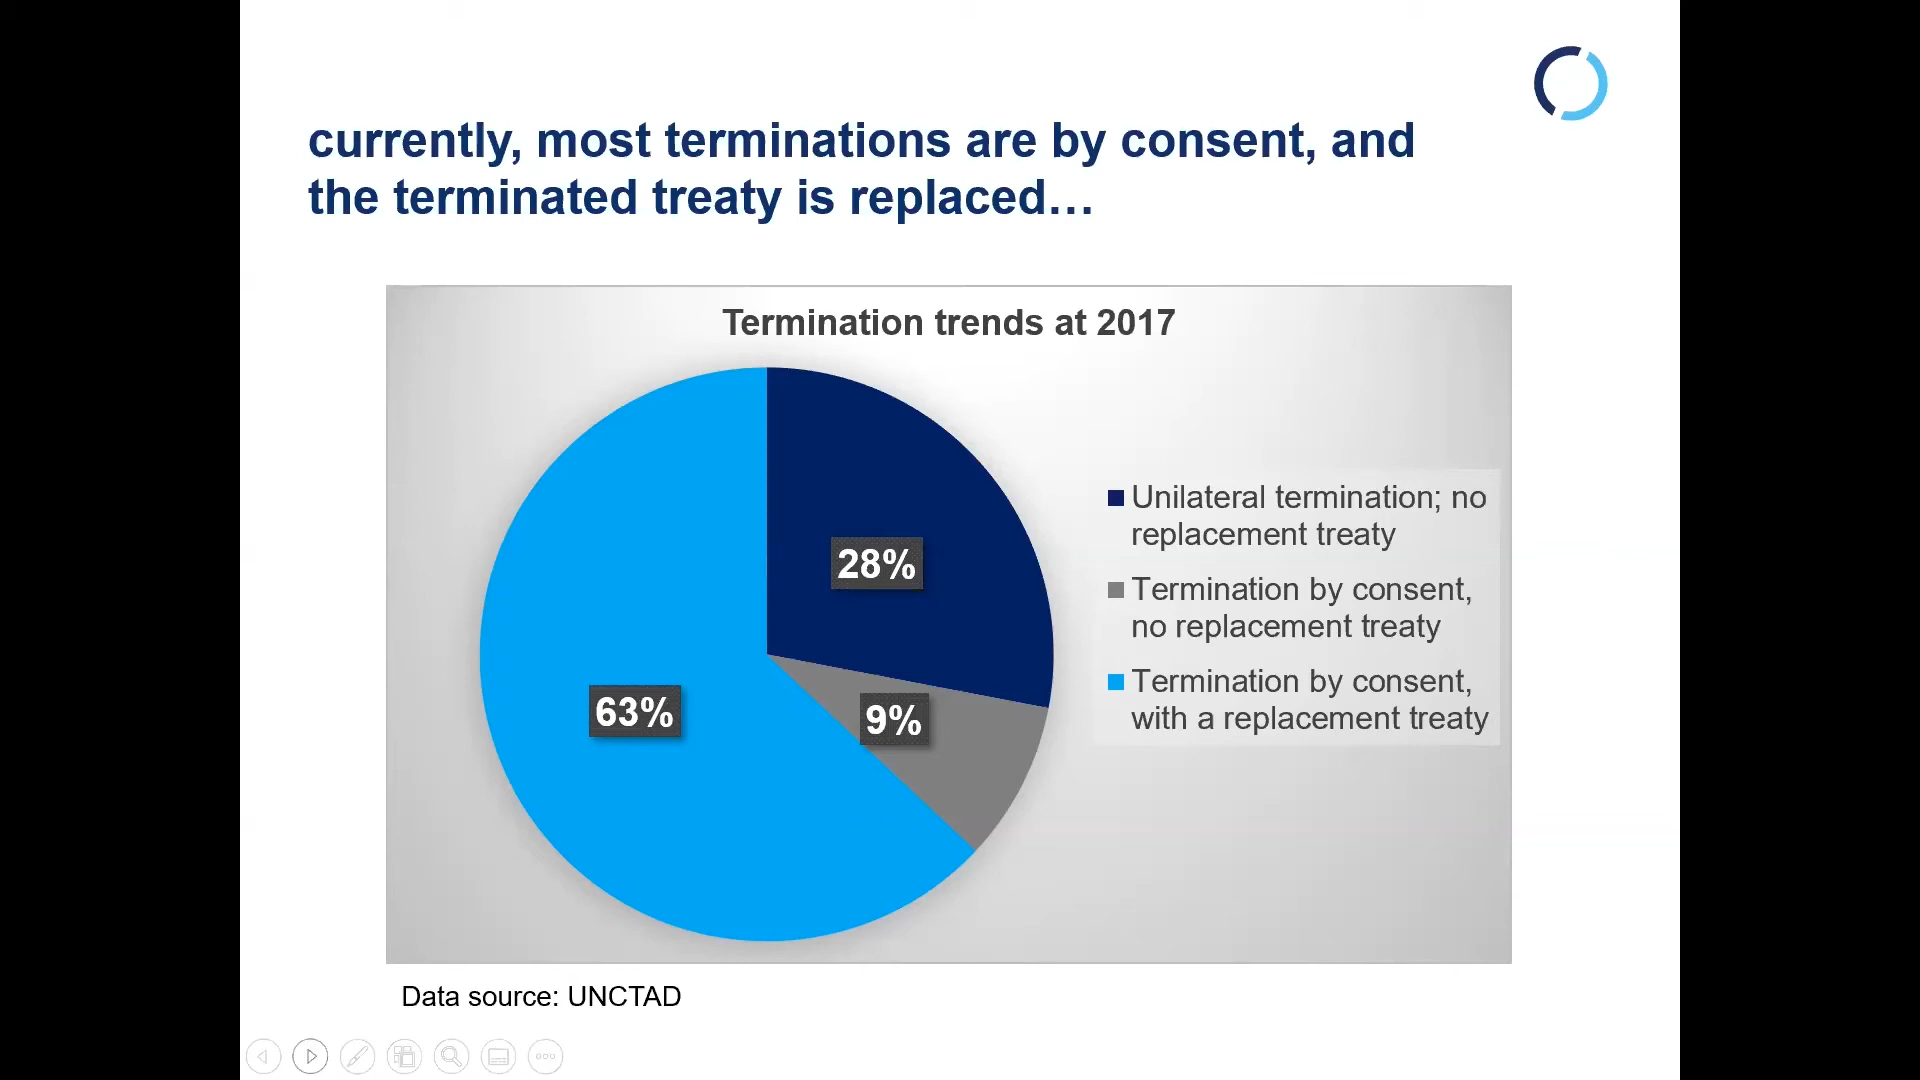 currently, most terminations are by consent, and
the terminated treaty is replaced…
Termination trends at 2017
28%
63%
9%
Unilateral termination; no
replacement treaty
Termination by consent,
no replacement treaty
Termination by consent,
with a replacement treaty
Data source: UNCTAD